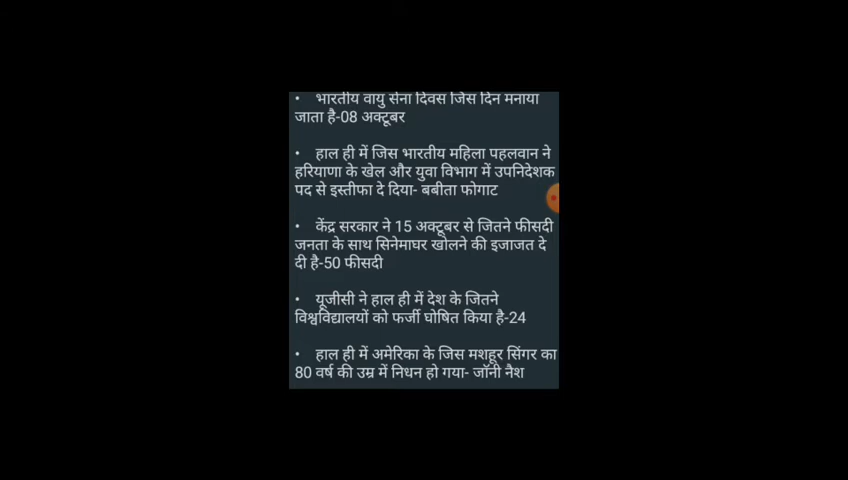 • भारतीय वायु सेना दिवस जिस दिन मनाया
जाता है-08 अक्टूबर
• हाल ही में जिस भारतीय महिला पहलवान ने
हरियाणा के खेल और युवा विभाग में उपनिदेशक
पद से इस्तीफा दे दिया- बबीता फोगाट
• केंद्र सरकार ने 15 अक्टूबर से जितने फीसदी
जनता के साथ सिनेमाघर खोलने की इजाजत दे
दी है-50 फीसदी
• यूजीसी ने हाल ही में देश के जितने
विश्वविद्यालयों को फर्जी घोषित किया है-24
• हाल ही में अमेरिका के जिस मशहूर सिंगर का
80 वर्ष की उम्र में निधन हो गया- जॉनी नैश